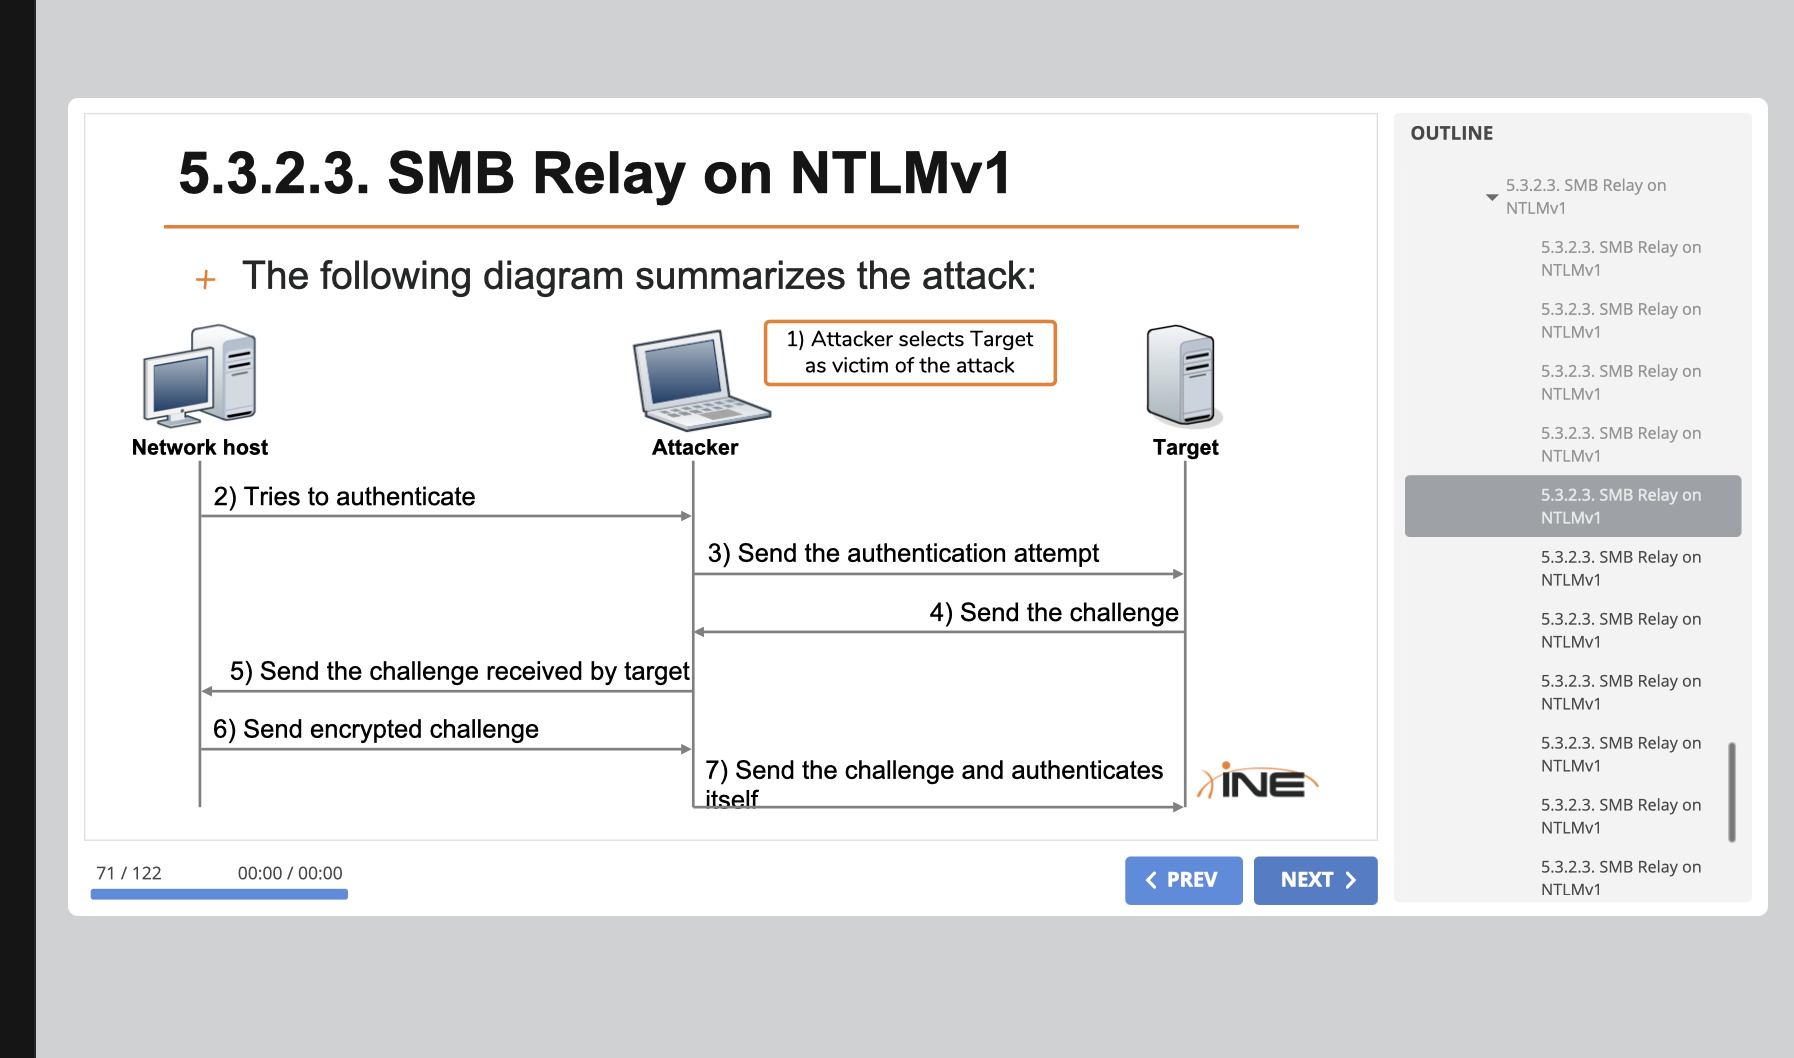 5.3.2.3. SMB Relay on NTLMv1
+ The following diagram summarizes the attack:
1) Attacker selects Target
as victim of the attack
Network host
Attacker
Target
2) Tries to authenticate
3) Send the authentication attempt
4) Send the challenge
5) Send the challenge received by target
6) Send encrypted challenge
7) Send the challenge and authenticates
itself
INE
71 / 122
00:00 / 00:00
PREV
NEXT
OUTLINE
5.3.2.3. SMB Relay on
NTLMv1
5.3.2.3. SMB Relay on
NTLMv1
5.3.2.3. SMB Relay on
NTLMv1
5.3.2.3. SMB Relay on
NTLMv1
5.3.2.3. SMB Relay on
NTLMv1
5.3.2.3. SMB Relay on
NTLMv1
5.3.2.3. SMB Relay on
NTLMv1
5.3.2.3. SMB Relay on
NTLMv1
5.3.2.3. SMB Relay on
NTLMv1
5.3.2.3. SMB Relay on
NTLMv1
5.3.2.3. SMB Relay on
NTLMv1
5.3.2.3. SMB Relay on
NTLMv1